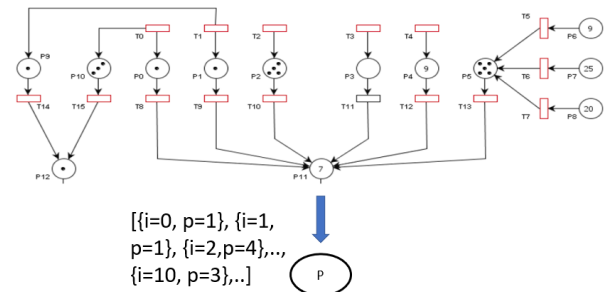 T5
T0 T1 T2 T3 T4
P6 9
P9
P10 P0 P1 P2 P3 P4 9 P5 T6 P7 25
T14 T15 T8 T9 T10 T11 T12 T13
T7 P8 20
P12 P11 7
[{i=0, p=1}, {i=1,
p=1}, {i=2,p=4},..,
{i=10, p=3},..]
P